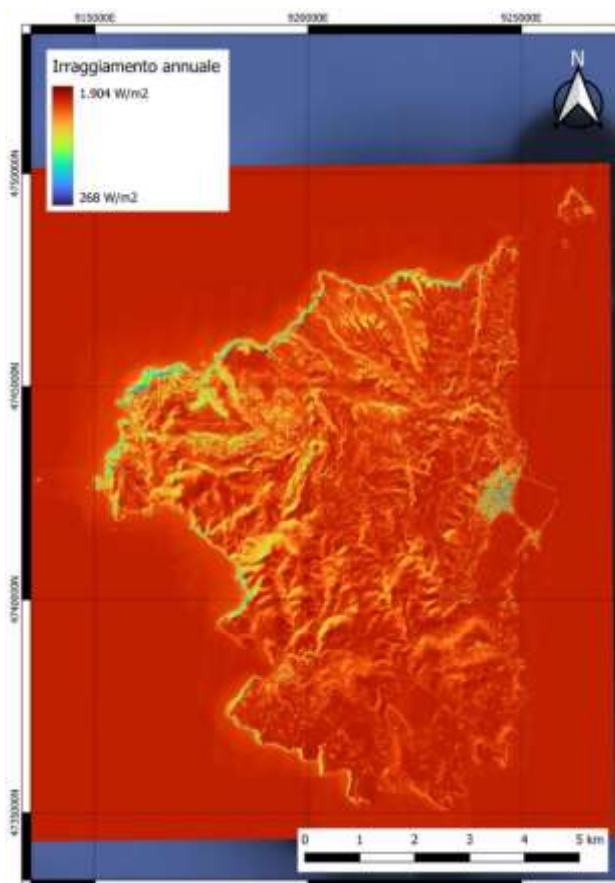 915000E 920000E 925000E
Irraggiamento annuale
1.904 W/m2
268 W/m2
N
4750000N
4745000N
4740000N
4735000N
0 1 2 3 4 5 km